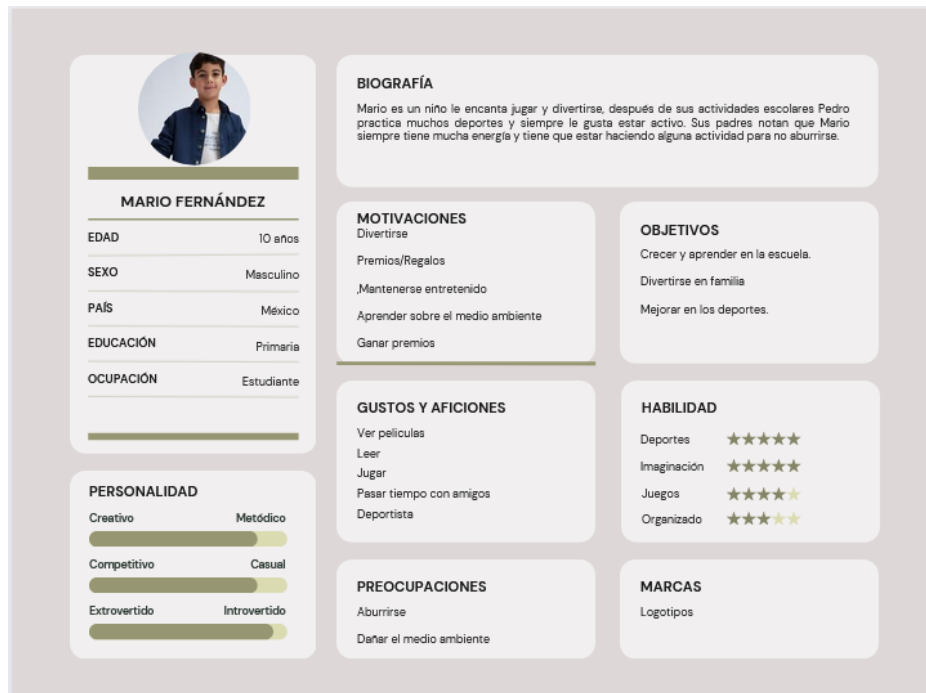 MARIO FERNÁNDEZ
EDAD 10 años
SEXO Masculino
PAÍS México
EDUCACIÓN Primaria
OCUPACIÓN Estudiante
PERSONALIDAD
Creativo Metódico
Competitivo Casual
Extrovertido Introvertido
BIOGRAFÍA
Mario es un niño le encanta jugar y divertirse, después de sus actividades escolares Pedro
practica muchos deportes y siempre le gusta estar activo. Sus padres notan que Mario
siempre tiene mucha energía y tiene que estar haciendo alguna actividad para no aburrirse.
MOTIVACIONES
Divertirse
Premios/Regalos
,Mantenerse entretenido
Aprender sobre el medio ambiente
Ganar premios
OBJETIVOS
Crecer y aprender en la escuela.
Divertirse en familia
Mejorar en los deportes.
GUSTOS Y AFICIONES
Ver peliculas
Leer
Jugar
Pasar tiempo con amigos
Deportista
HABILIDAD
Deportes
Imaginación
Juegos
Organizado
PREOCUPACIONES
Aburrirse
Dañar el medio ambiente
MARCAS
Logotipos